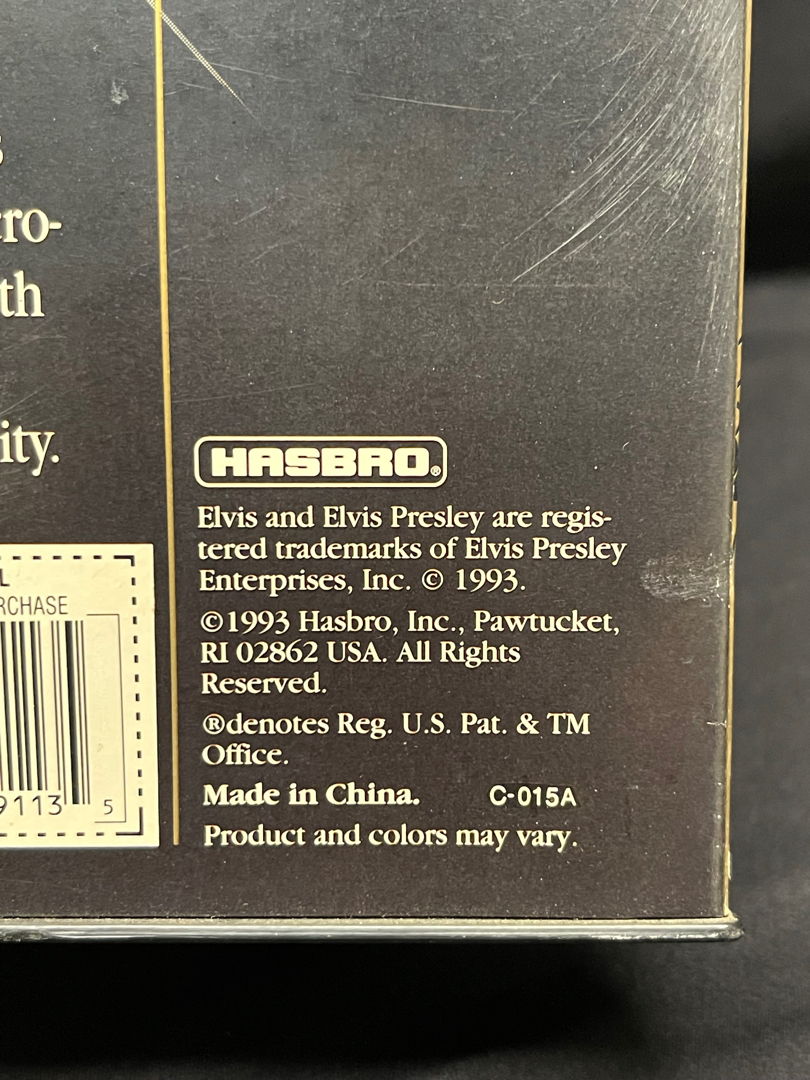 th
HASBRO®
Elvis and Elvis Presley are regis-
tered trademarks of Elvis Presley
Enterprises, Inc. © 1993.
©1993 Hasbro, Inc., Pawtucket,
RI 02862 USA. All Rights
Reserved.
®denotes Reg. U.S. Pat. & TM
Office.
Made in China. C-015A
Product and colors may vary.
ity.
RCHASE
9113 5